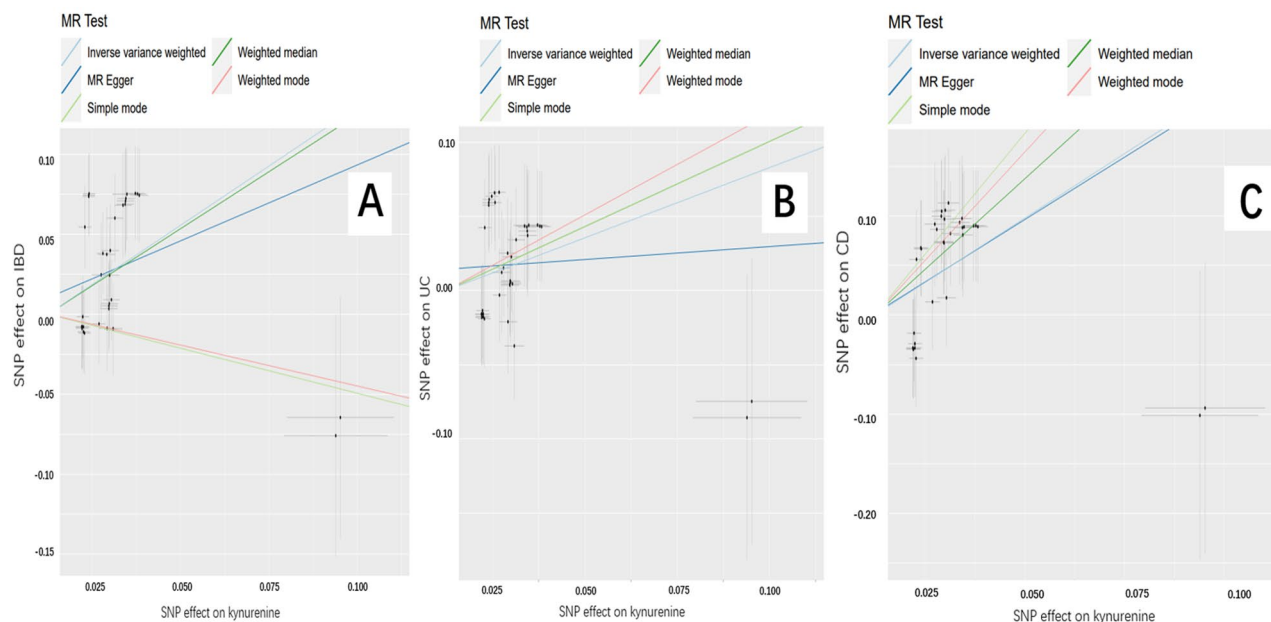 MR Test
Inverse variance weighted
Weighted median
MR Egger
Weighted mode
Simple mode
SNP effect on IBD
0.10
0.05
0.00
-0.05
-0.10
-0.15
A
0.025
0.050
0.075
0.100
SNP effect on kynurenine
MR Test
Inverse variance weighted
Weighted median
MR Egger
Weighted mode
Simple mode
SNP effect on UC
0.10
0.00
-0.10
B
0.025
0.050
0.075
0.100
SNP effect on kynurenine
MR Test
Inverse variance weighted
Weighted median
MR Egger
Weighted mode
Simple mode
SNP effect on CD
0.10
0.00
-0.10
-0.20
C
0.025
0.050
0.075
0.100
SNP effect on kynurenine